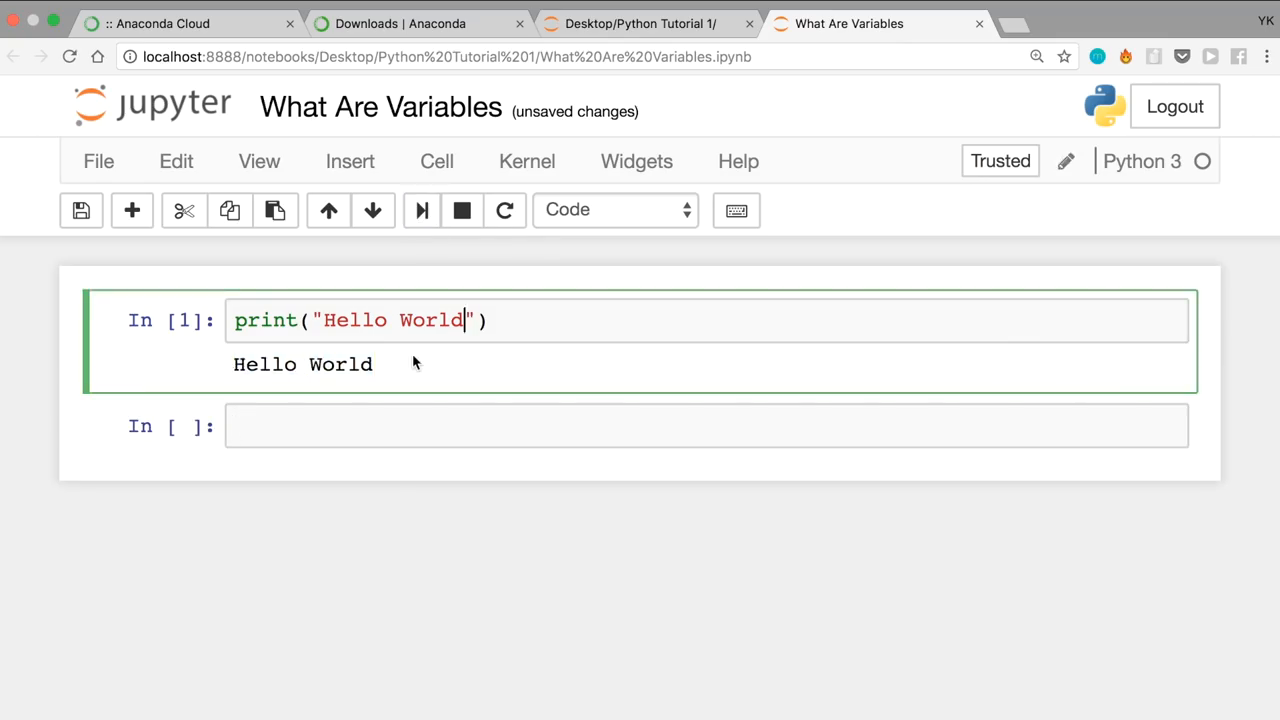 :: Anaconda Cloud
Downloads | Anaconda
Desktop/Python Tutorial 1/
What Are Variables
YK
localhost:8888/notebooks/Desktop/Python%20Tutorial%201/What%20Are%20Variables.ipynb
jupyter What Are Variables (unsaved changes)
Logout
File Edit View Insert Cell Kernel Widgets Help
Trusted
Python 3
Code
In [1]: print("Hello World")
Hello World
In [ ]: